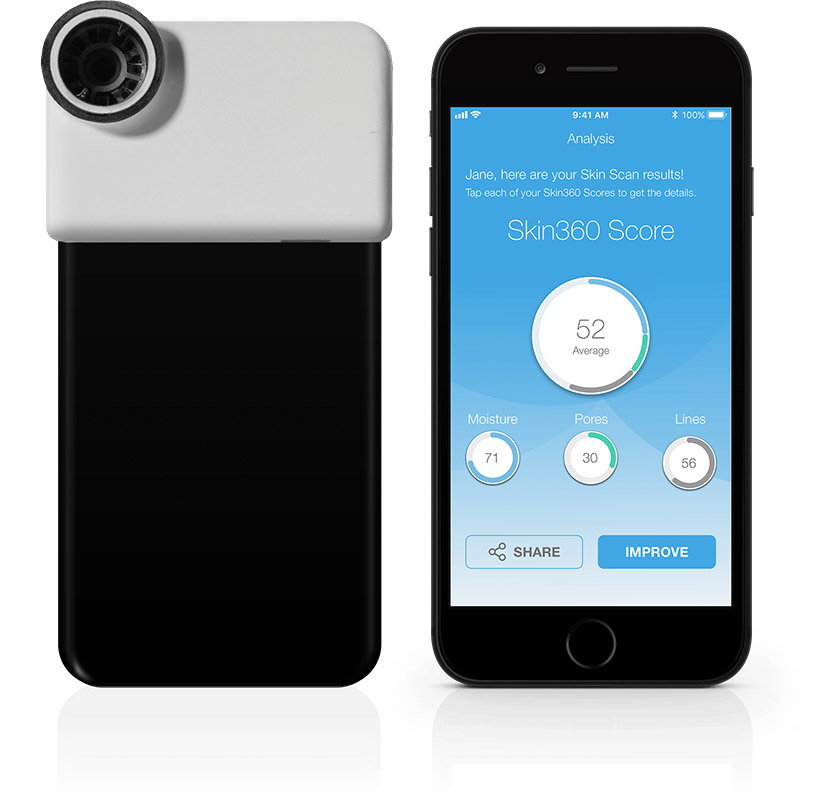 9:41 AM
100%
Analysis
Jane, here are your Skin Scan results!
Tap each of your Skin360 Scores to get the details.
Skin360 Score
52
Average
Moisture
Pores
Lines
71
30
56
SHARE
IMPROVE